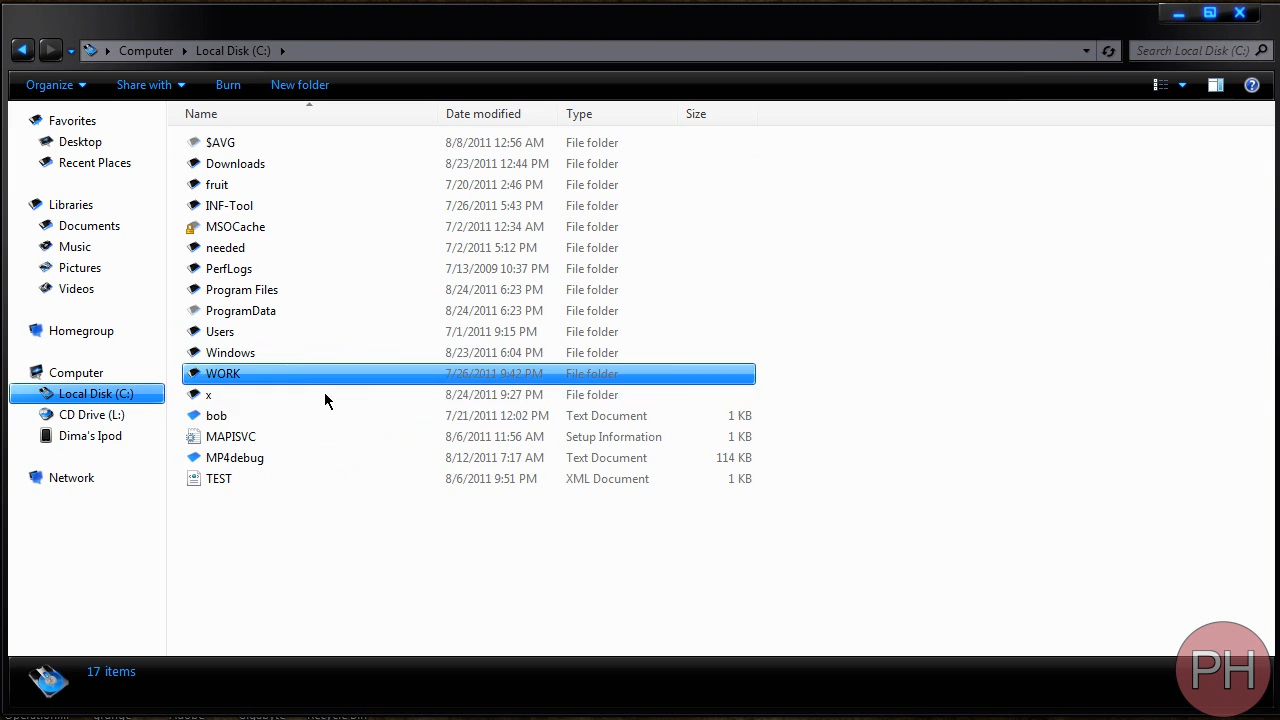 Computer Local Disk (C:)
Search Local Disk (C:)
Organize Share with Burn New folder
Name Date modified Type Size
Favorites
Desktop
Recent Places
Libraries
Documents
Music
Pictures
Videos
Homegroup
Computer
Local Disk (C:)
CD Drive (L:)
Dima's Ipod
Network
$AVG 8/8/2011 12:56 AM File folder
Downloads 8/23/2011 12:44 PM File folder
fruit 7/20/2011 2:46 PM File folder
INF-Tool 7/26/2011 5:43 PM File folder
MSOCache 7/2/2011 12:34 AM File folder
needed 7/2/2011 5:12 PM File folder
PerfLogs 7/13/2009 10:37 PM File folder
Program Files 8/24/2011 6:23 PM File folder
ProgramData 8/24/2011 6:23 PM File folder
Users 7/1/2011 9:15 PM File folder
Windows 8/23/2011 6:04 PM File folder
WORK 7/26/2011 9:42 PM File folder
x 8/24/2011 9:27 PM File folder
bob 7/21/2011 12:02 PM Text Document 1 KB
MAPISVC 8/6/2011 11:56 AM Setup Information 1 KB
MP4debug 8/12/2011 7:17 AM Text Document 114 KB
TEST 8/6/2011 9:51 PM XML Document 1 KB
17 items
PH